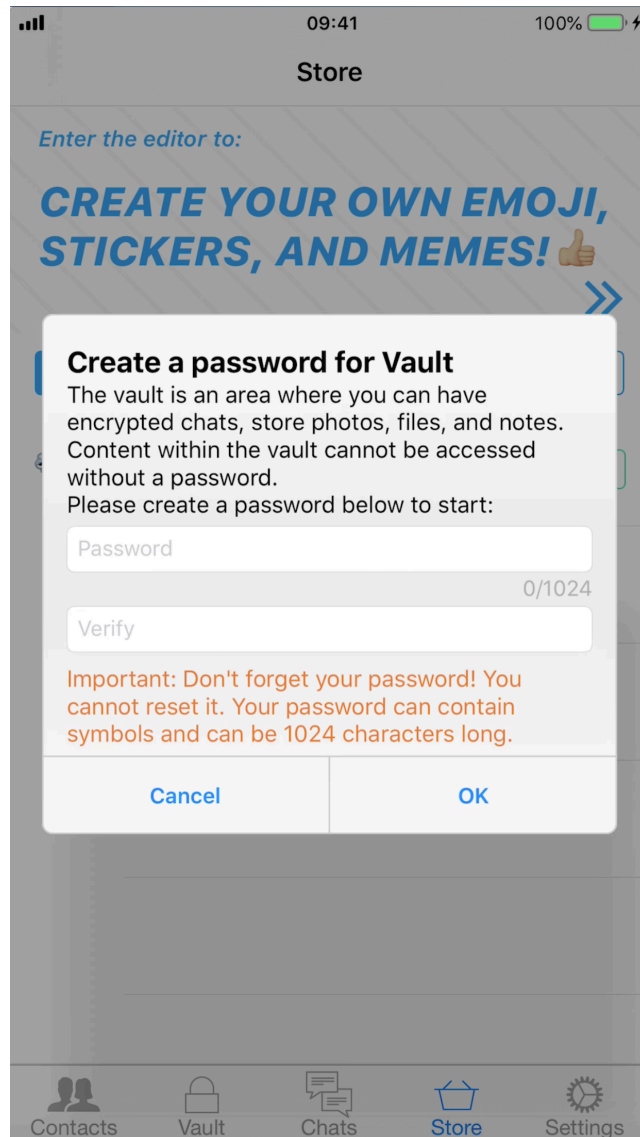 09:41
100%
Store
Enter the editor to:
CREATE YOUR OWN EMOJI,
STICKERS, AND MEMES!
Create a password for Vault
The vault is an area where you can have
encrypted chats, store photos, files, and notes.
Content within the vault cannot be accessed
without a password.
Please create a password below to start:
Password
0/1024
Verify
Important: Don't forget your password! You
cannot reset it. Your password can contain
symbols and can be 1024 characters long.
Cancel OK
Contacts Vault Chats Store Settings